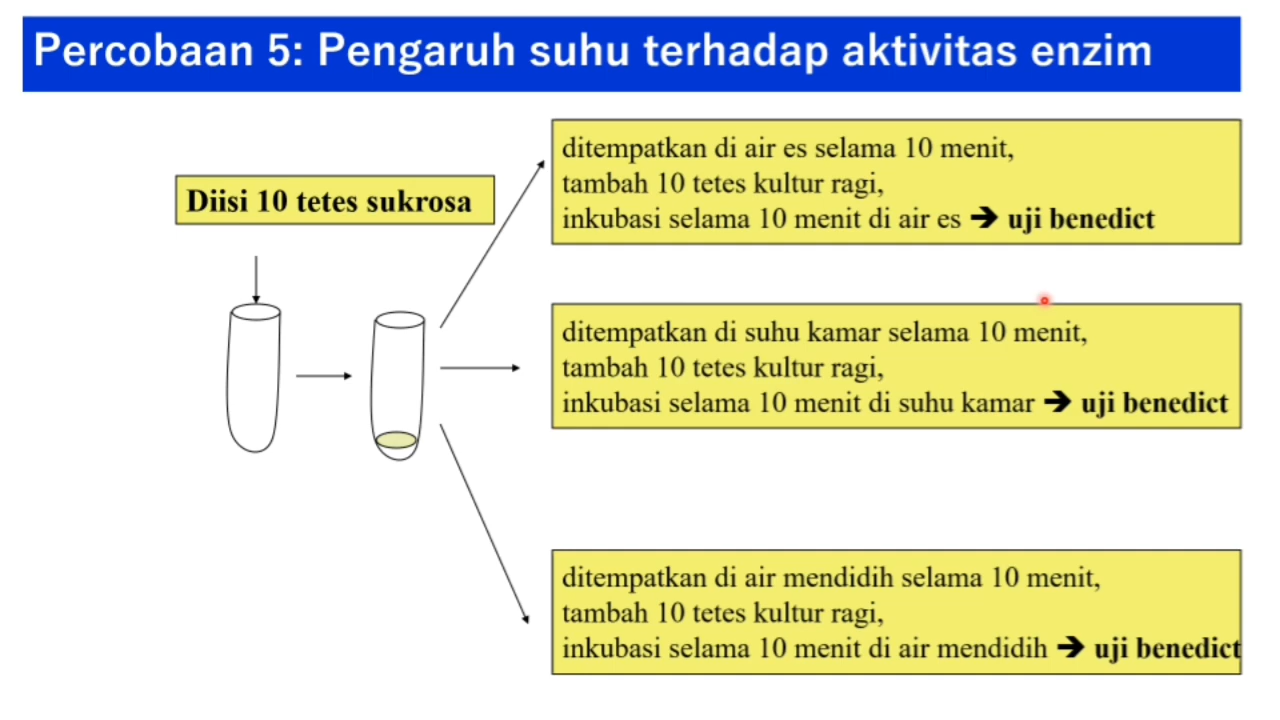 Percobaan 5: Pengaruh suhu terhadap aktivitas enzim
Diisi 10 tetes sukrosa
ditempatkan di air es selama 10 menit,
tambah 10 tetes kultur ragi,
inkubasi selama 10 menit di air es ➔ uji benedict
ditempatkan di suhu kamar selama 10 menit,
tambah 10 tetes kultur ragi,
inkubasi selama 10 menit di suhu kamar ➔ uji benedict
ditempatkan di air mendidih selama 10 menit,
tambah 10 tetes kultur ragi,
inkubasi selama 10 menit di air mendidih ➔ uji benedict